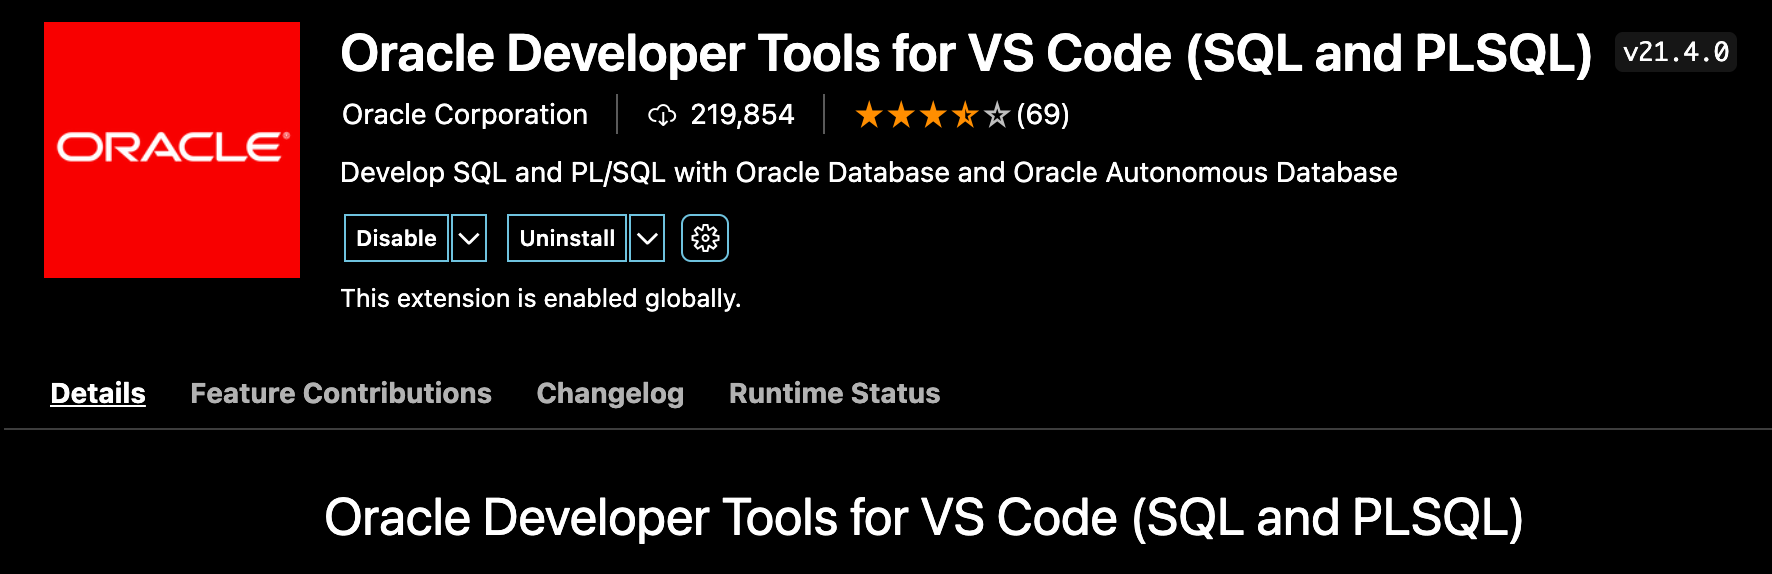 ORACLE®
Oracle Developer Tools for VS Code (SQL and PLSQL) v21.4.0
Oracle Corporation 219,854 (69)
Develop SQL and PL/SQL with Oracle Database and Oracle Autonomous Database
Disable Uninstall
This extension is enabled globally.
Details Feature Contributions Changelog Runtime Status
Oracle Developer Tools for VS Code (SQL and PLSQL)